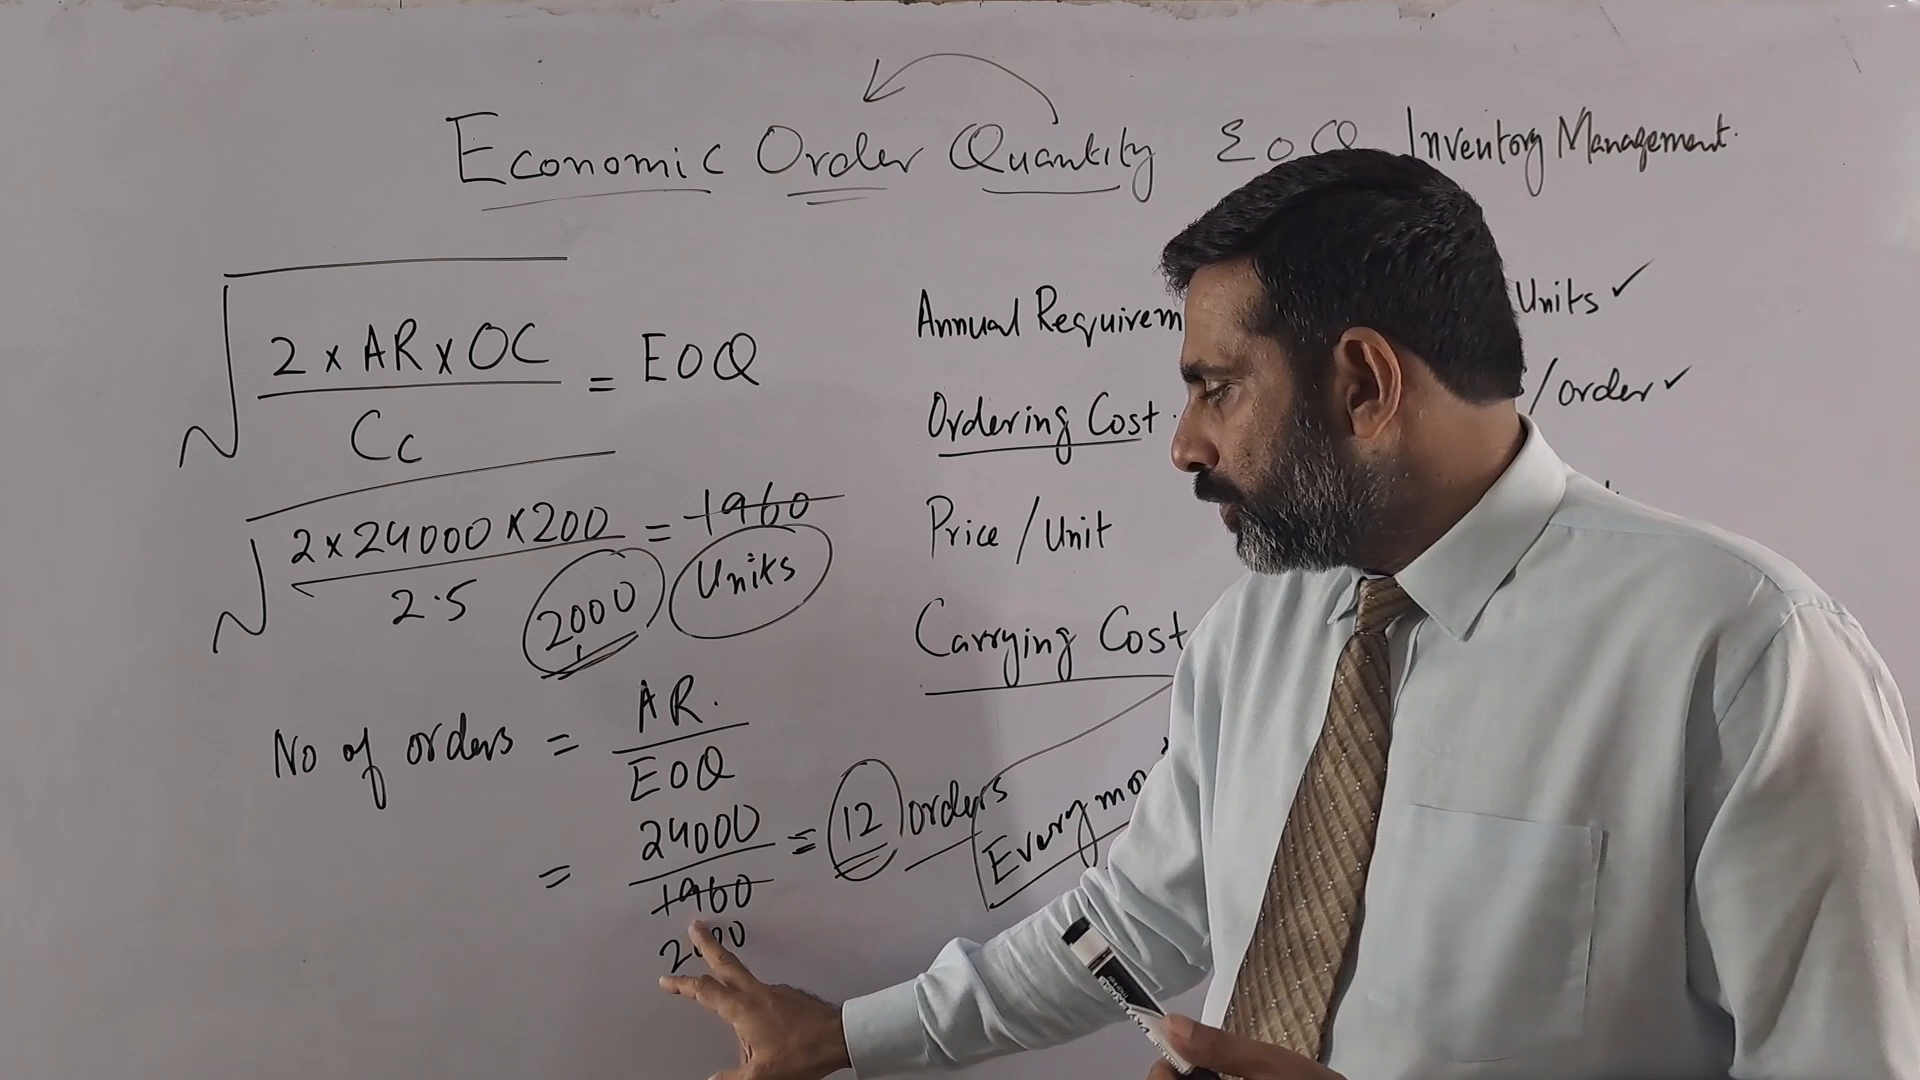 Economic Order Quantity EOQ Inventory Management.
2 x AR x OC
Cc
= EOQ
2 x 24000 x 200
2.5
= 1960
Units
2000
No of orders = AR.
EOQ
= 24000
1960
2000
= 12 orders
Every mo
Annual Requirem
Units ✓
Ordering Cost.
/ order ✓
Price / Unit
Carrying Cost